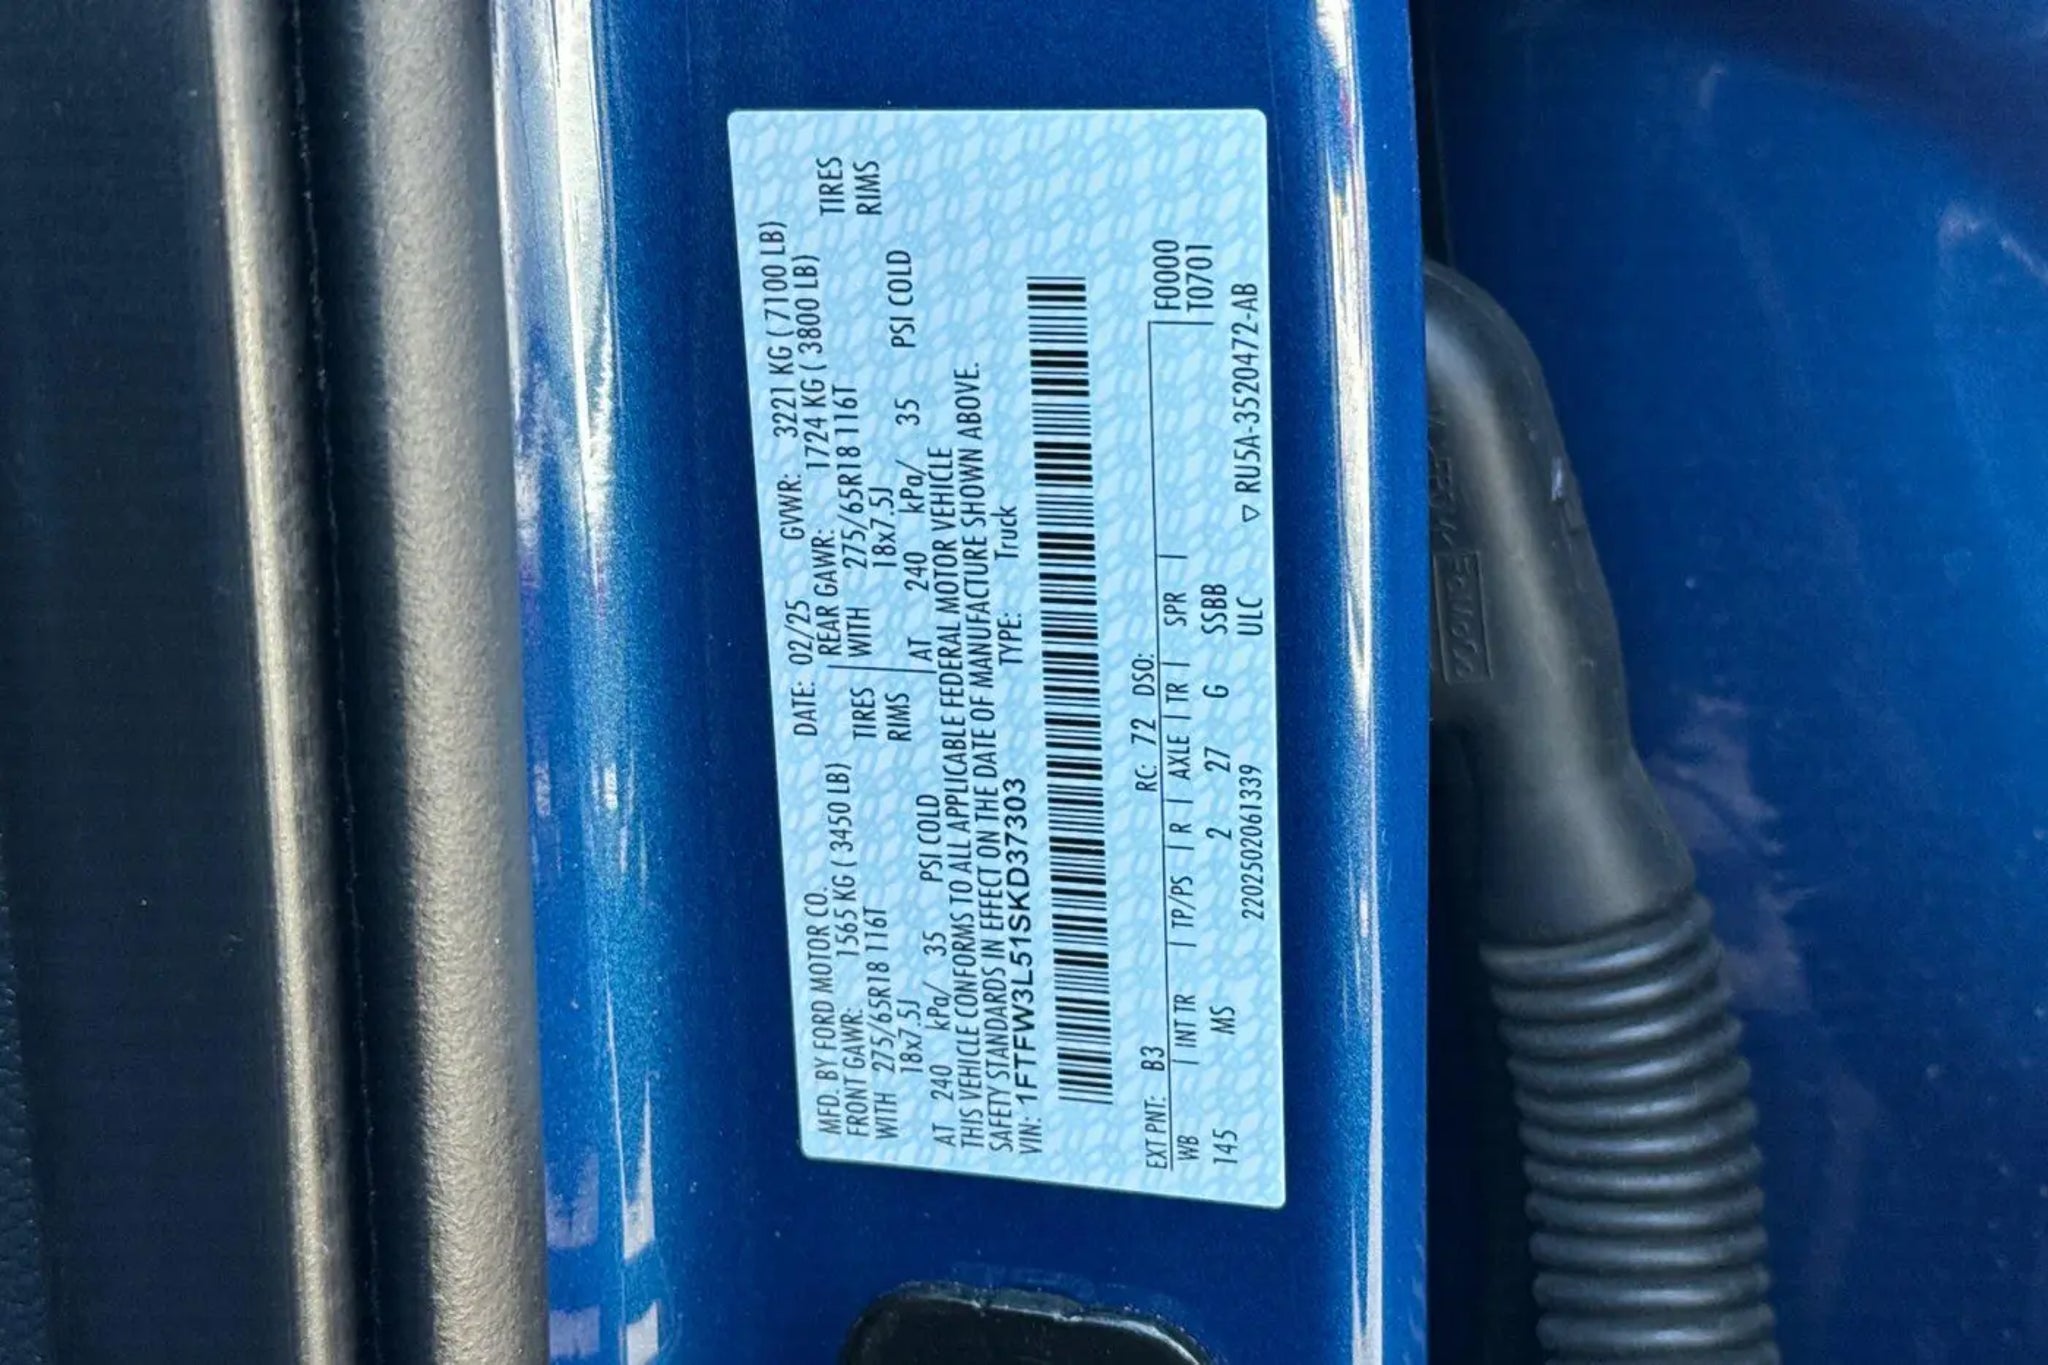 MFD. BY FORD MOTOR CO. DATE: 02/25 GVWR: 3221 KG ( 7100 LB)
FRONT GAWR: 1565 KG ( 3450 LB) REAR GAWR: 1724 KG ( 3800 LB)
WITH 275/65R18 116T TIRES WITH 275/65R18 116T TIRES
18x7.5J RIMS 18x7.5J RIMS
AT 240 kPa/ 35 PSI COLD AT 240 kPa/ 35 PSI COLD
THIS VEHICLE CONFORMS TO ALL APPLICABLE FEDERAL MOTOR VEHICLE
SAFETY STANDARDS IN EFFECT ON THE DATE OF MANUFACTURE SHOWN ABOVE.
VIN: 1FTFW3L51SKD37303 TYPE: Truck
EXT PNT: B3 RC: 72 DSO: F0000
WB | INT TR | TP/PS | R | AXLE | TR | SPR | T0701
145 MS 2 27 G SSBB
22025020613​39 ULC ▽ RU5A-3520472-AB